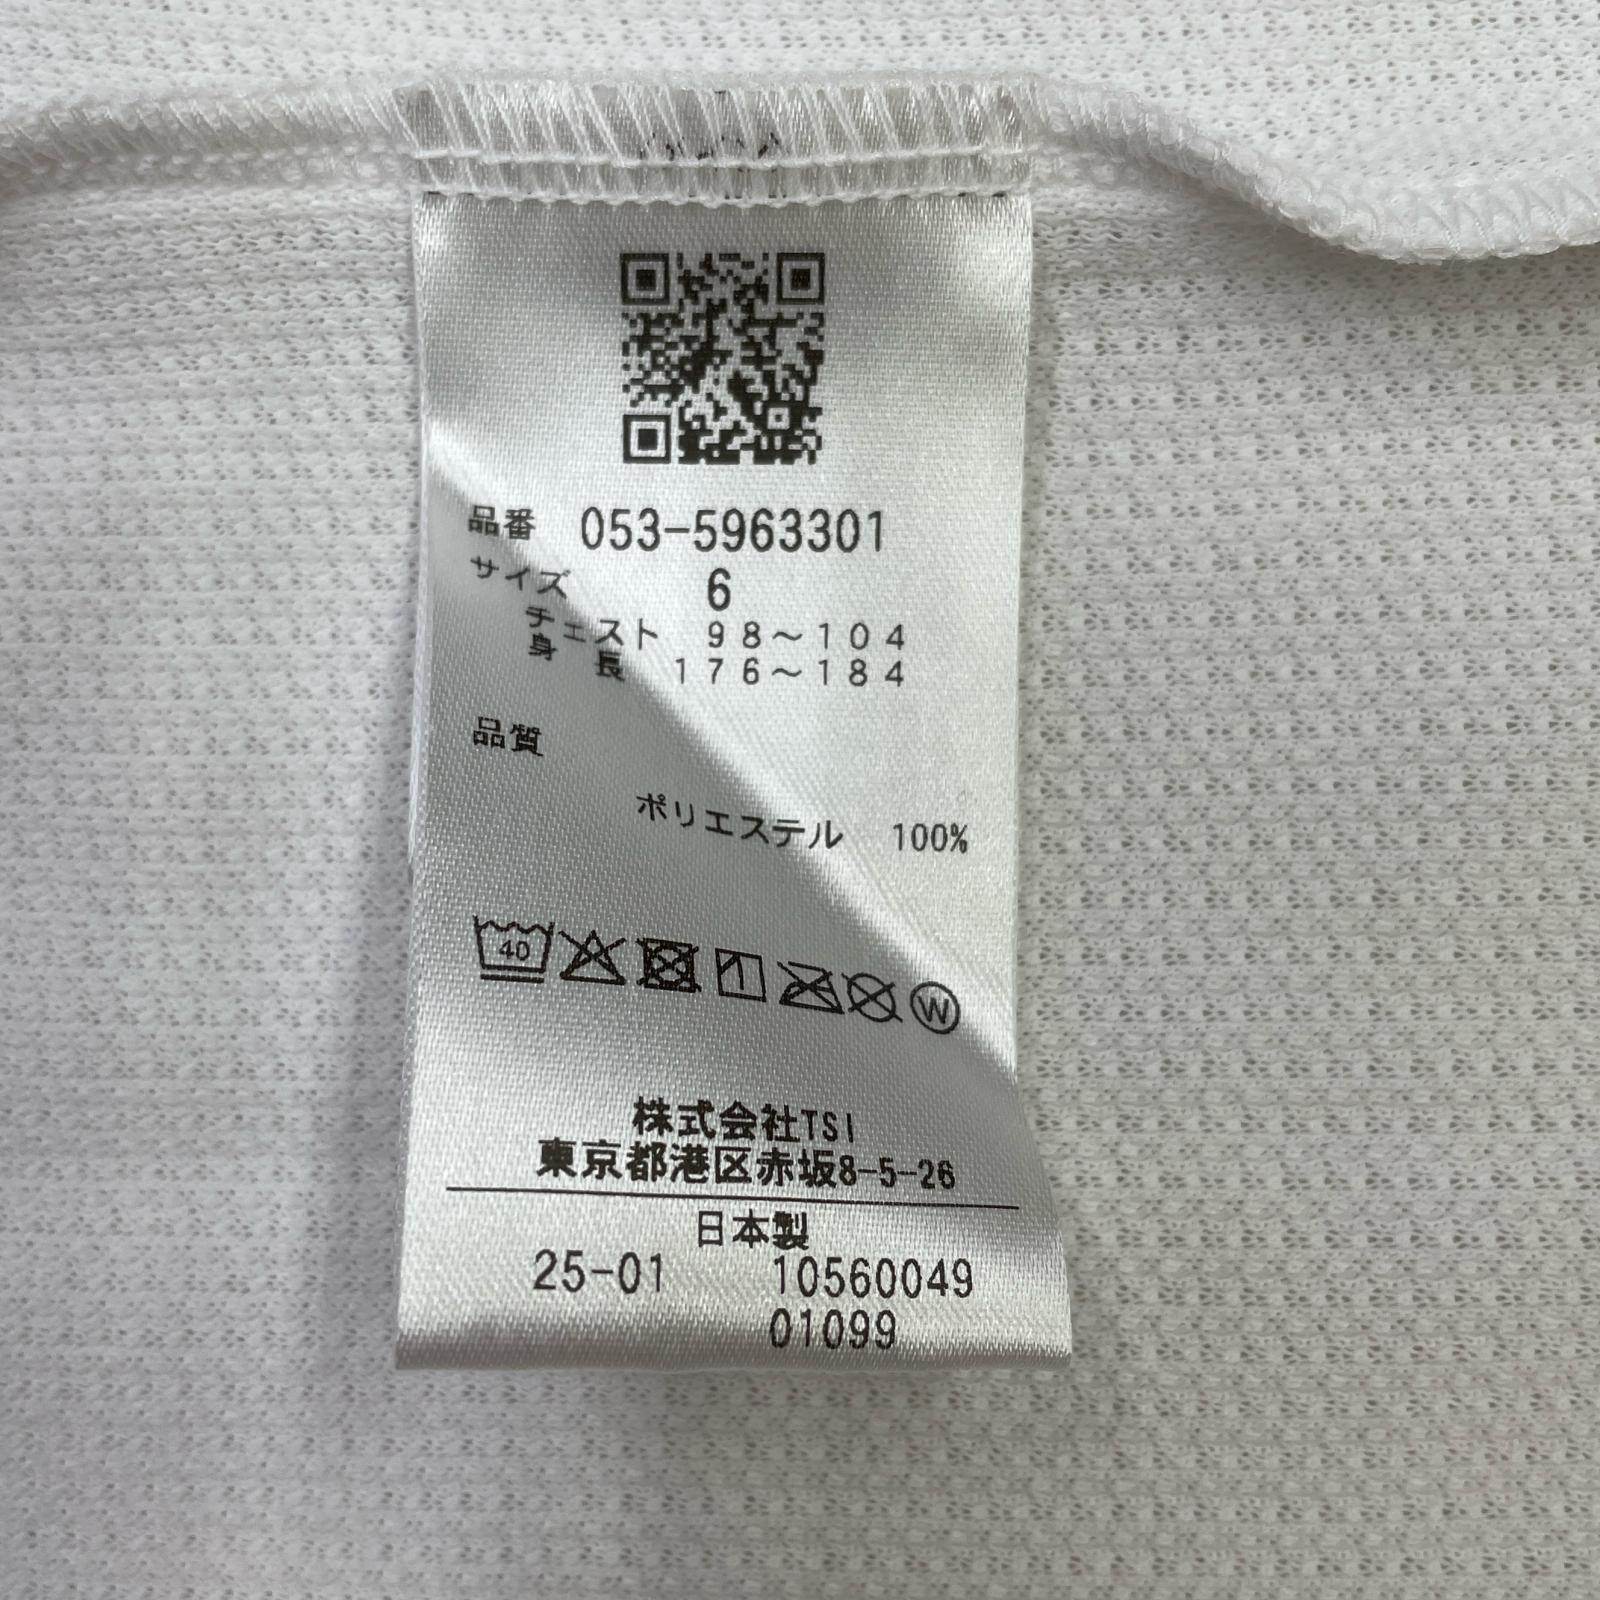 品番 053-5963301
サイズ 6
チェスト 98～104
身長 176～184
品質
ポリエステル 100%
40 W
株式会社TSI
東京都港区赤坂8-5-26
日本製
25-01 10560049
01099